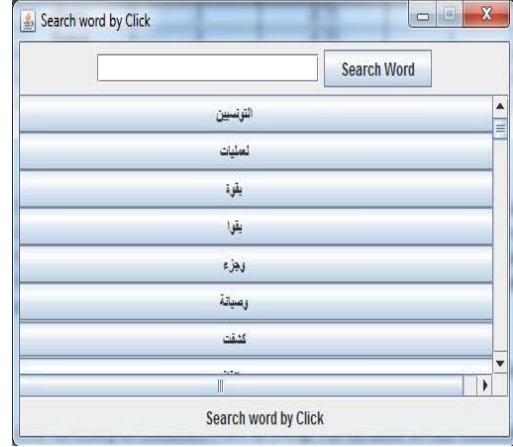 Search word by Click
Search Word
التونسيين
لعمليات
بقوة
بقوا
وجزء
وصيانة
كشفت
Search word by Click